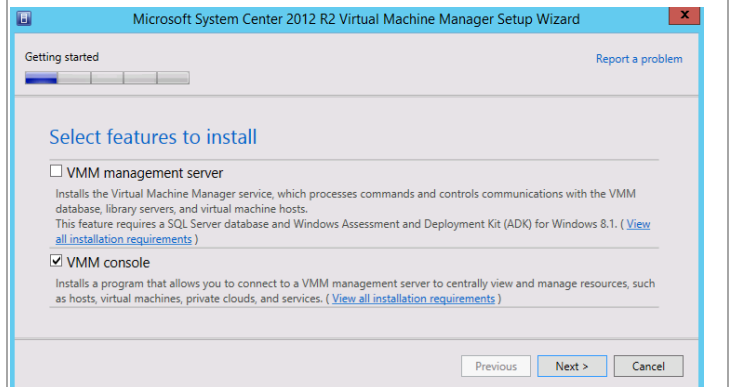 Microsoft System Center 2012 R2 Virtual Machine Manager Setup Wizard
x
Getting started
Report a problem
Select features to install
VMM management server
Installs the Virtual Machine Manager service, which processes commands and controls communications with the VMM
database, library servers, and virtual machine hosts.
This feature requires a SQL Server database and Windows Assessment and Deployment Kit (ADK) for Windows 8.1. ( View
all installation requirements )
VMM console
Installs a program that allows you to connect to a VMM management server to centrally view and manage resources, such
as hosts, virtual machines, private clouds, and services. ( View all installation requirements )
Previous
Next >
Cancel